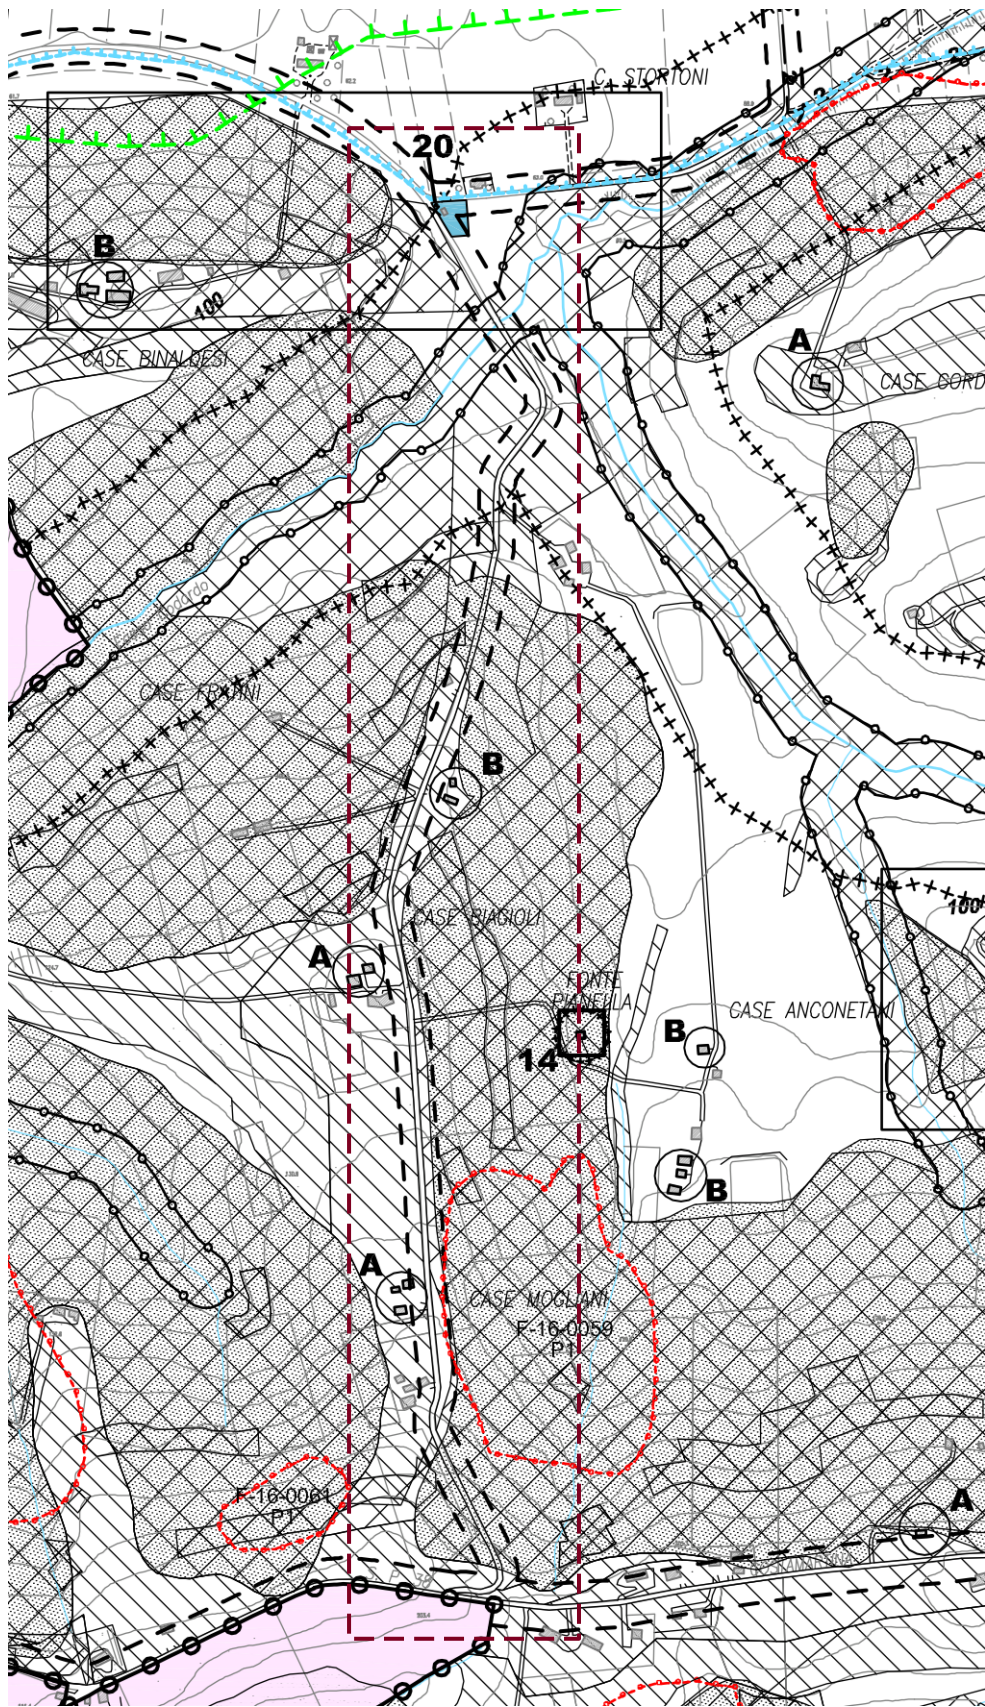 C. STORTONI
20
B
100
CASE BINALDESI
A
CASE CORD
CASE FRATINI
B
CASE BIAGIOLI
100
A
FONTE
PIANELLA
CASE ANCONETANI
B
14
B
A
CASE MOGLIANI
F-16-0059
P1
F-16-0061
P1
A